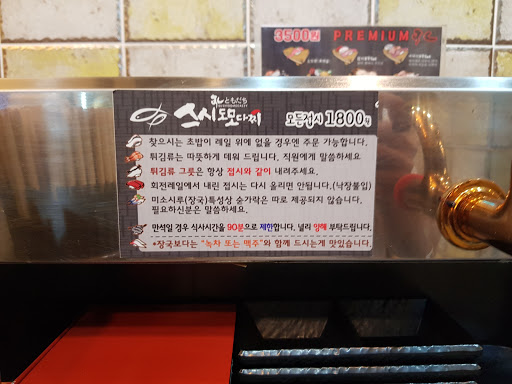 3500원 PREMIUM
스시도모다찌
모든접시 1800원
찾으시는 초밥이 레일 위에 없을 경우엔 주문 가능합니다.
튀김류는 따뜻하게 데워 드립니다. 직원에게 말씀하세요
튀김류 그릇은 항상 접시와 같이 내려주세요.
회전레일에서 내린 접시는 다시 올리면 안됩니다.(낙장불입)
미소시루(장국)특성상 숟가락은 따로 제공되지 않습니다.
필요하신분은 말씀하세요.
만석일 경우 식사시간을 90분으로 제한합니다. 널리 양해 부탁드립니다.
*장국보다는 "녹차 또는 맥주"와 함께 드시는게 맛있습니다.